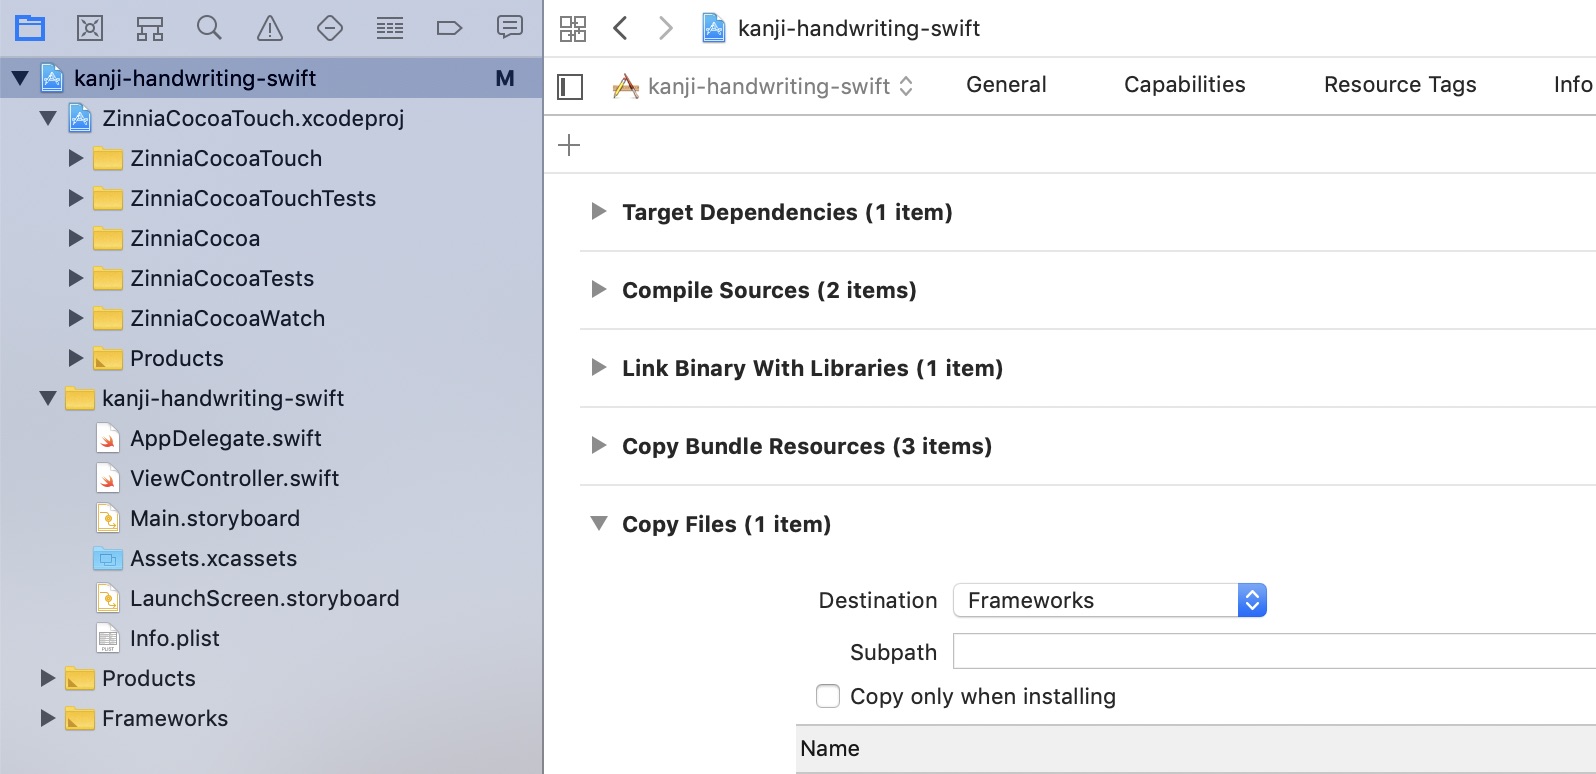 kanji-handwriting-swift M
ZinniaCocoaTouch.xcodeproj
ZinniaCocoaTouch
ZinniaCocoaTouchTests
ZinniaCocoa
ZinniaCocoaTests
ZinniaCocoaWatch
Products
kanji-handwriting-swift
AppDelegate.swift
ViewController.swift
Main.storyboard
Assets.xcassets
LaunchScreen.storyboard
Info.plist
Products
Frameworks
kanji-handwriting-swift
kanji-handwriting-swift General Capabilities Resource Tags Info
Target Dependencies (1 item)
Compile Sources (2 items)
Link Binary With Libraries (1 item)
Copy Bundle Resources (3 items)
Copy Files (1 item)
Destination Frameworks
Subpath
Copy only when installing
Name